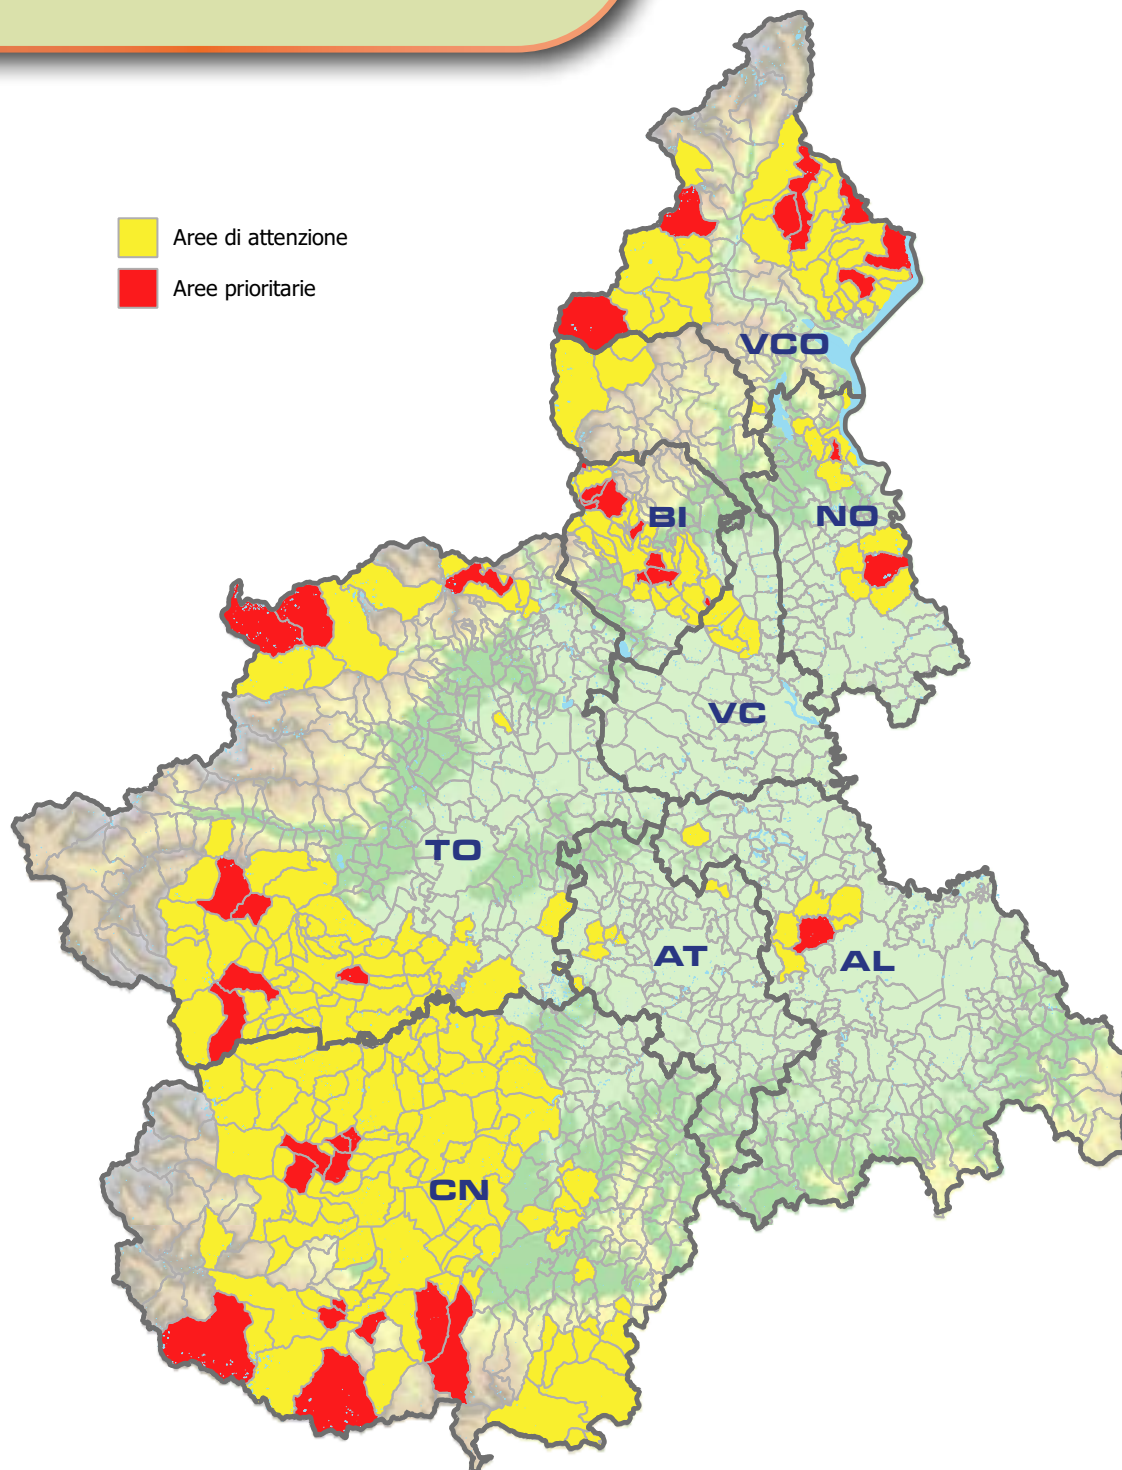 Aree di attenzione
Aree prioritarie
VCO
BI
NO
VC
TO
AT
AL
CN